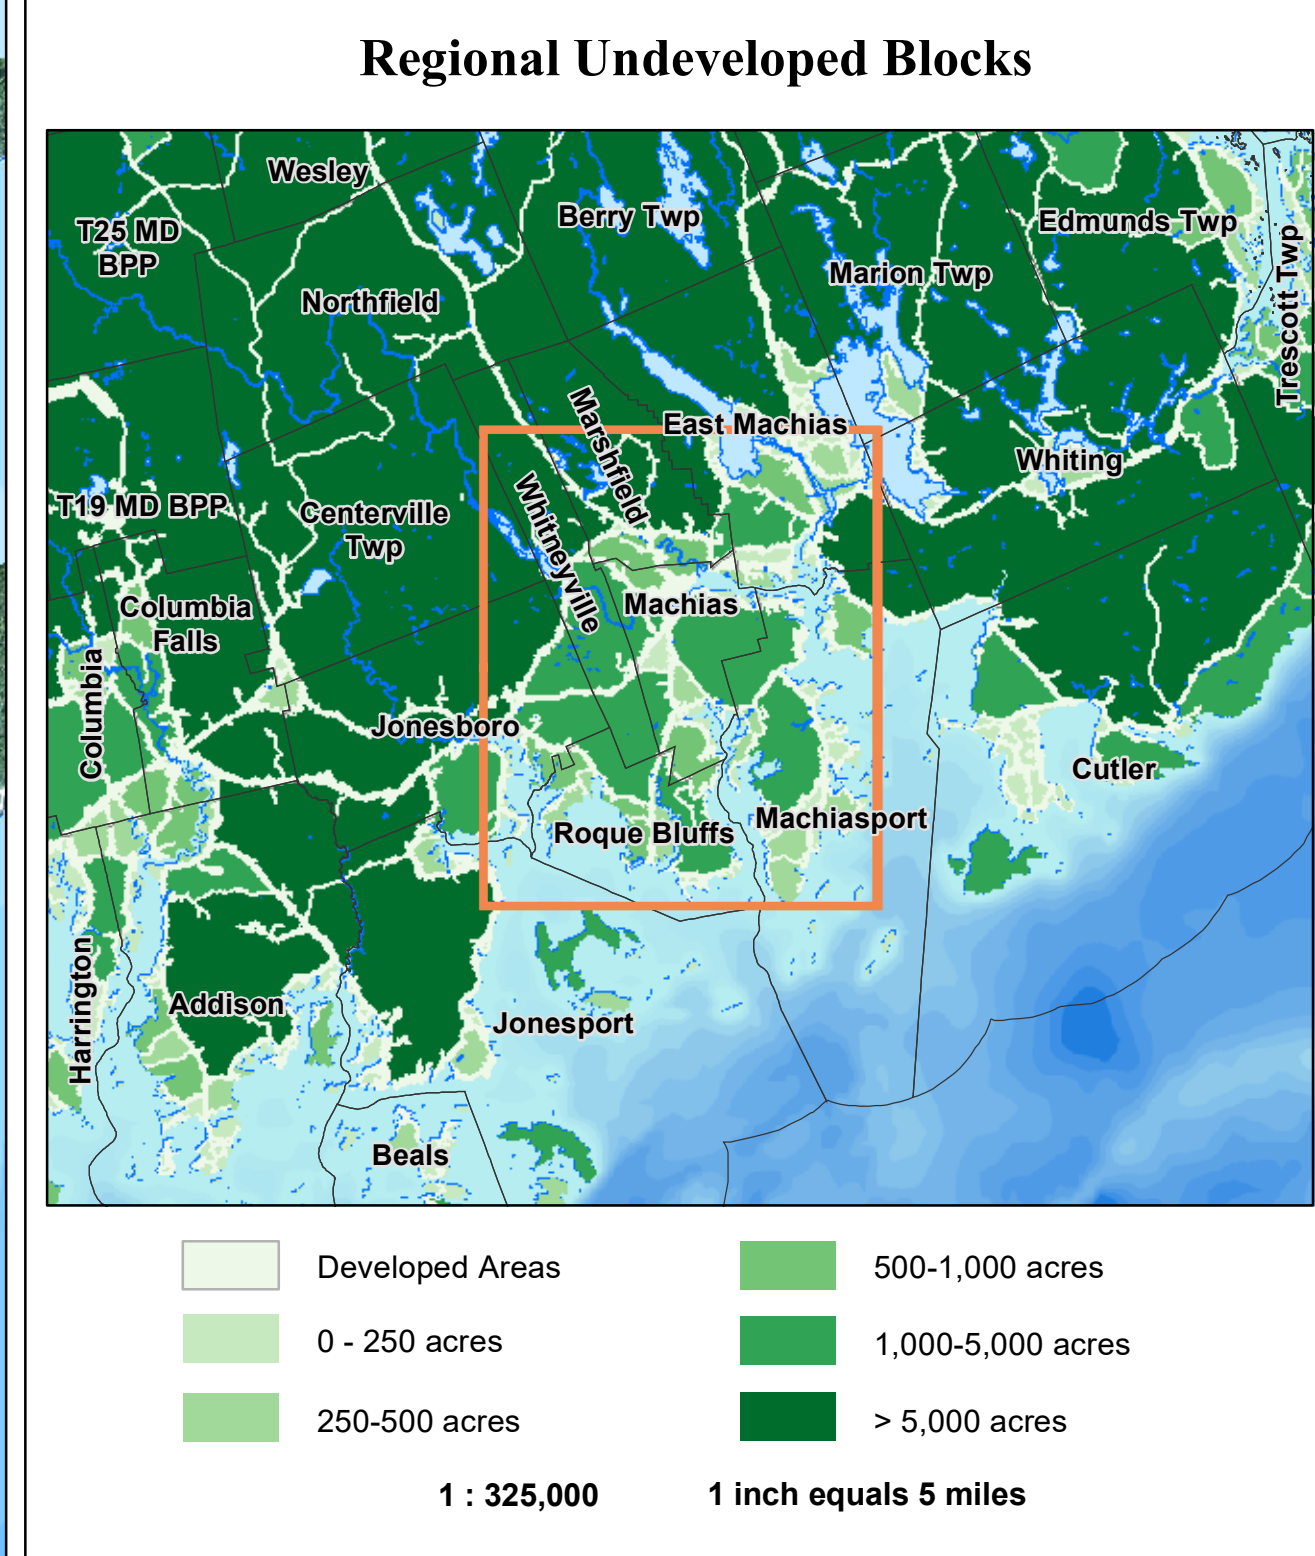 Regional Undeveloped Blocks
Wesley
T25 MD
BPP
Berry Twp
Edmunds Twp
Trescott Twp
Marion Twp
Northfield
Marshfield
East Machias
Whiting
T19 MD BPP
Centerville
Twp
Whitneyville
Columbia
Falls
Machias
Columbia
Jonesboro
Cutler
Roque Bluffs
Machiasport
Harrington
Addison
Jonesport
Beals
Developed Areas
500-1,000 acres
0 - 250 acres
1,000-5,000 acres
250-500 acres
> 5,000 acres
1 : 325,000
1 inch equals 5 miles